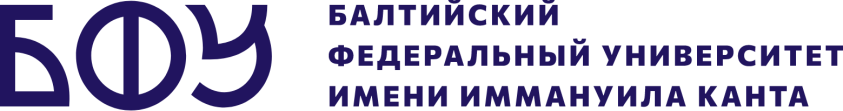 БФУ
БАЛТИЙСКИЙ
ФЕДЕРАЛЬНЫЙ УНИВЕРСИТЕТ
ИМЕНИ ИММАНУИЛА КАНТА